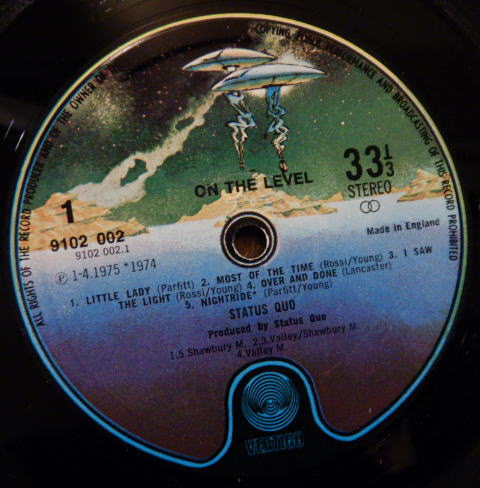 ALL RIGHTS OF THE RECORD PRODUCER AND OF THE OWNER OF
COPYING, PUBLIC PERFORMANCE AND BROADCASTING OF THIS RECORD PROHIBITED
ON THE LEVEL
33⅓
STEREO
1
9102 002
9102 002.1
Made in England
℗ 1-4.1975 *1974
1. LITTLE LADY (Parfitt) 2. MOST OF THE TIME (Rossi/Young) 3. I SAW
THE LIGHT (Rossi/Young) 4. OVER AND DONE (Lancaster)
5. NIGHTRIDE* (Parfitt/Young)
STATUS QUO
Produced by Status Quo
1.5.Shawbury M. 2,3.Valley/Shawbury M.
4.Valley M.
VERTIGO